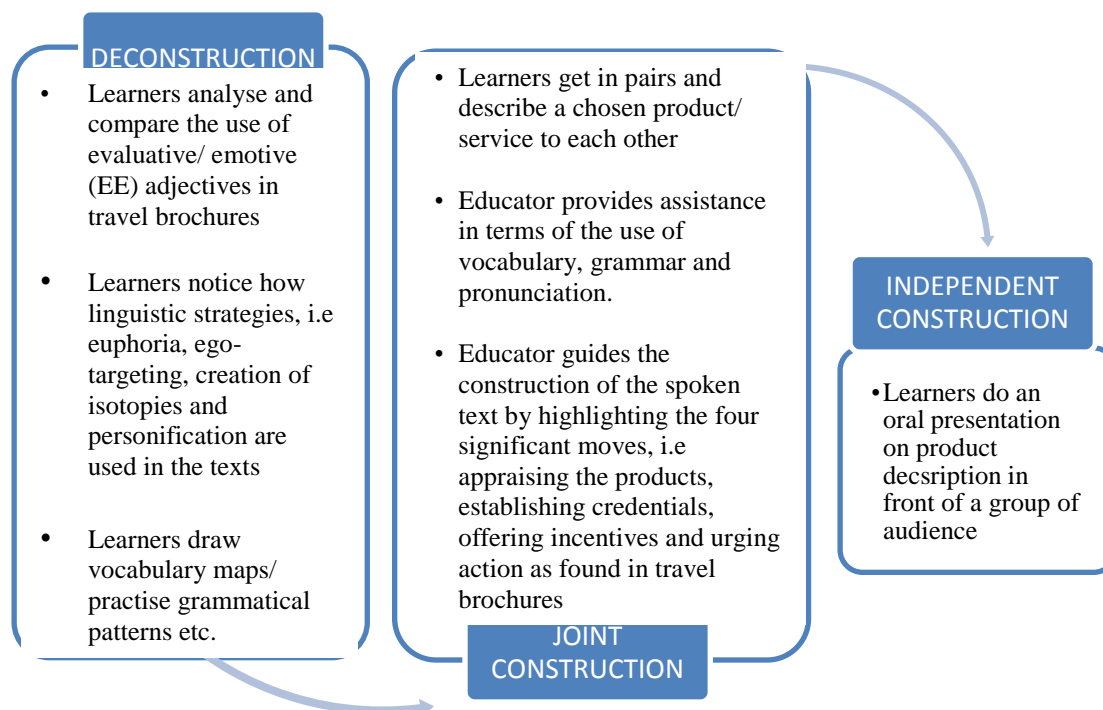 DECONSTRUCTION
• Learners analyse and
compare the use of
evaluative/ emotive
(EE) adjectives in
travel brochures
• Learners notice how
linguistic strategies, i.e
euphoria, ego-
targeting, creation of
isotopies and
personification are
used in the texts
• Learners draw
vocabulary maps/
practise grammatical
patterns etc.
• Learners get in pairs and
describe a chosen product/
service to each other
• Educator provides assistance
in terms of the use of
vocabulary, grammar and
pronunciation.
• Educator guides the
construction of the spoken
text by highlighting the four
significant moves, i.e
appraising the products,
establishing credentials,
offering incentives and urging
action as found in travel
brochures
JOINT
CONSTRUCTION
INDEPENDENT
CONSTRUCTION
•Learners do an
oral presentation
on product
decsription in
front of a group of
audience